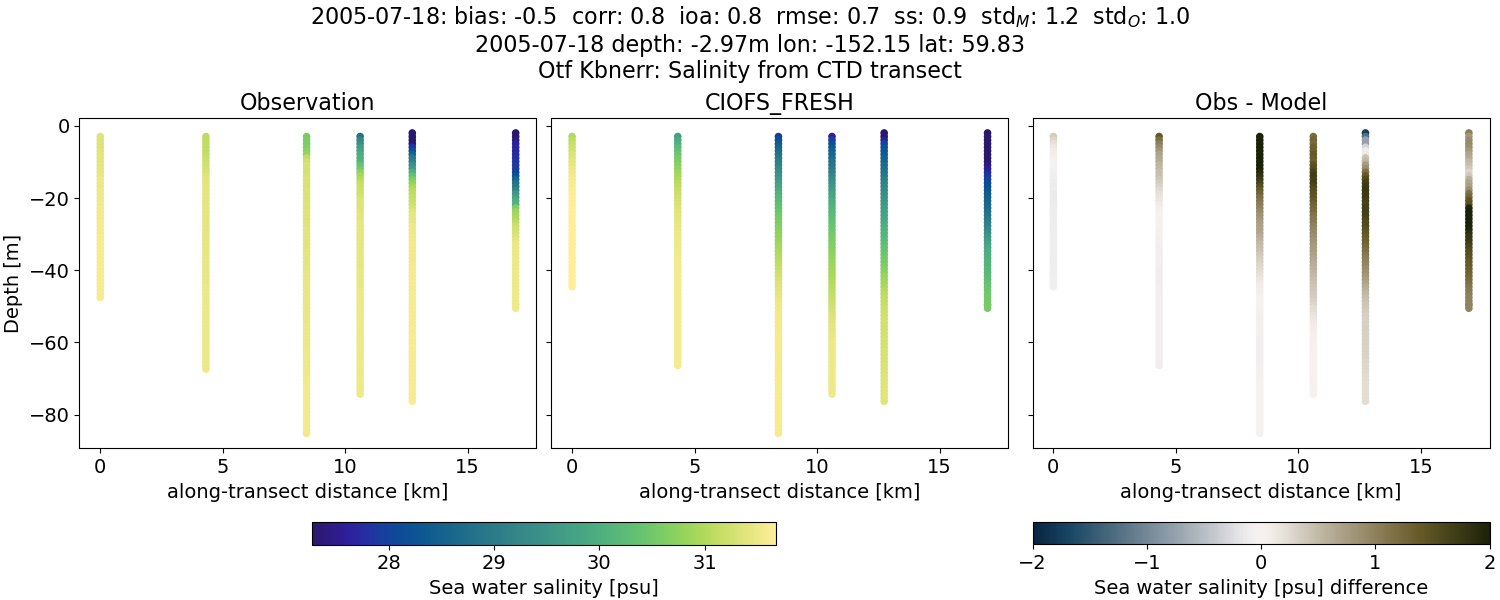 2005-07-18: bias: -0.5  corr: 0.8  ioa: 0.8  rmse: 0.7  ss: 0.9  std_M: 1.2  std_O: 1.0
2005-07-18 depth: -2.97m lon: -152.15 lat: 59.83
Otf Kbnerr: Salinity from CTD transect
Observation
CIOFS_FRESH
Obs - Model
0
−20
−40
−60
−80
Depth [m]
0 5 10 15
0 5 10 15
0 5 10 15
along-transect distance [km]
along-transect distance [km]
along-transect distance [km]
28 29 30 31
Sea water salinity [psu]
−2 −1 0 1 2
Sea water salinity [psu] difference